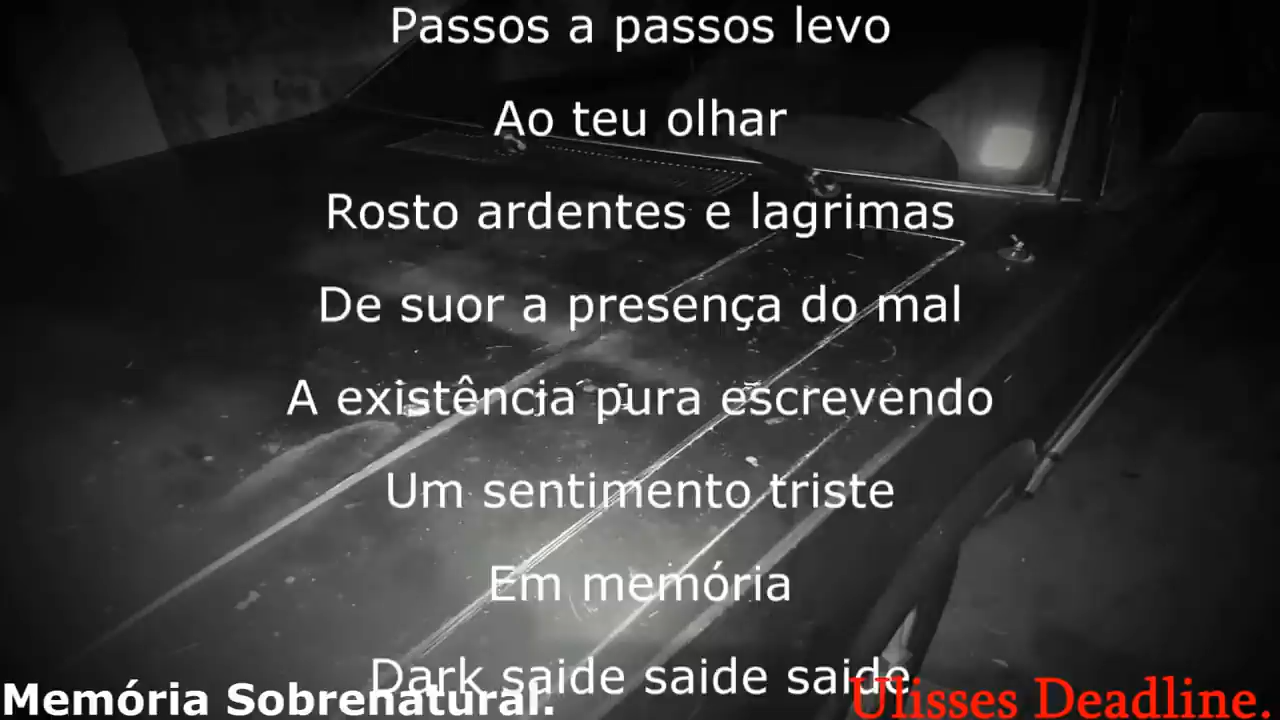 Passos a passos levo
Ao teu olhar
Rosto ardentes e lagrimas
De suor a presença do mal
A existência pura escrevendo
Um sentimento triste
Em memória
Dark saide saide saide
Memória Sobrenatural.
Ulisses Deadline.